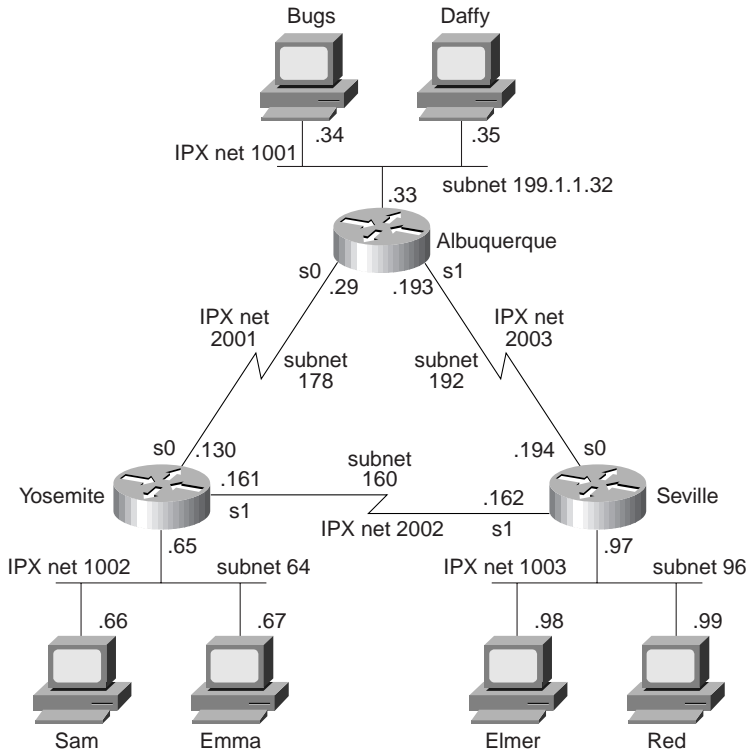 Bugs
Daffy
.34
.35
IPX net 1001
subnet 199.1.1.32
.33
Albuquerque
s0
s1
.29
.193
IPX net
2001
IPX net
2003
subnet
178
subnet
192
s0
.130
.194
s0
.161
subnet
160
.162
Yosemite
Seville
s1
IPX net 2002
s1
.65
.97
IPX net 1002
subnet 64
IPX net 1003
subnet 96
.66
.67
.98
.99
Sam
Emma
Elmer
Red